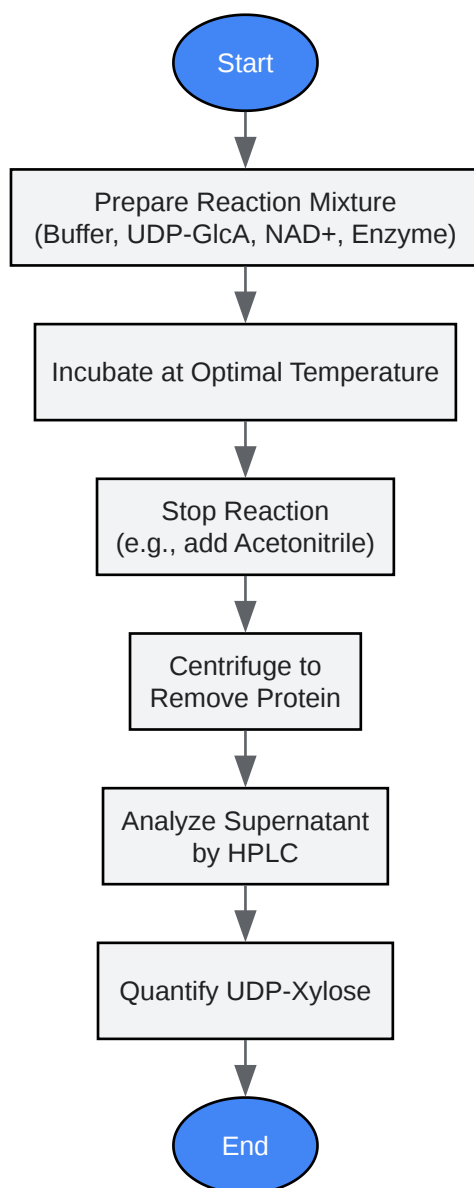 Start
Prepare Reaction Mixture
(Buffer, UDP-GlcA, NAD+, Enzyme)
Incubate at Optimal Temperature
Stop Reaction
(e.g., add Acetonitrile)
Centrifuge to
Remove Protein
Analyze Supernatant
by HPLC
Quantify UDP-Xylose
End